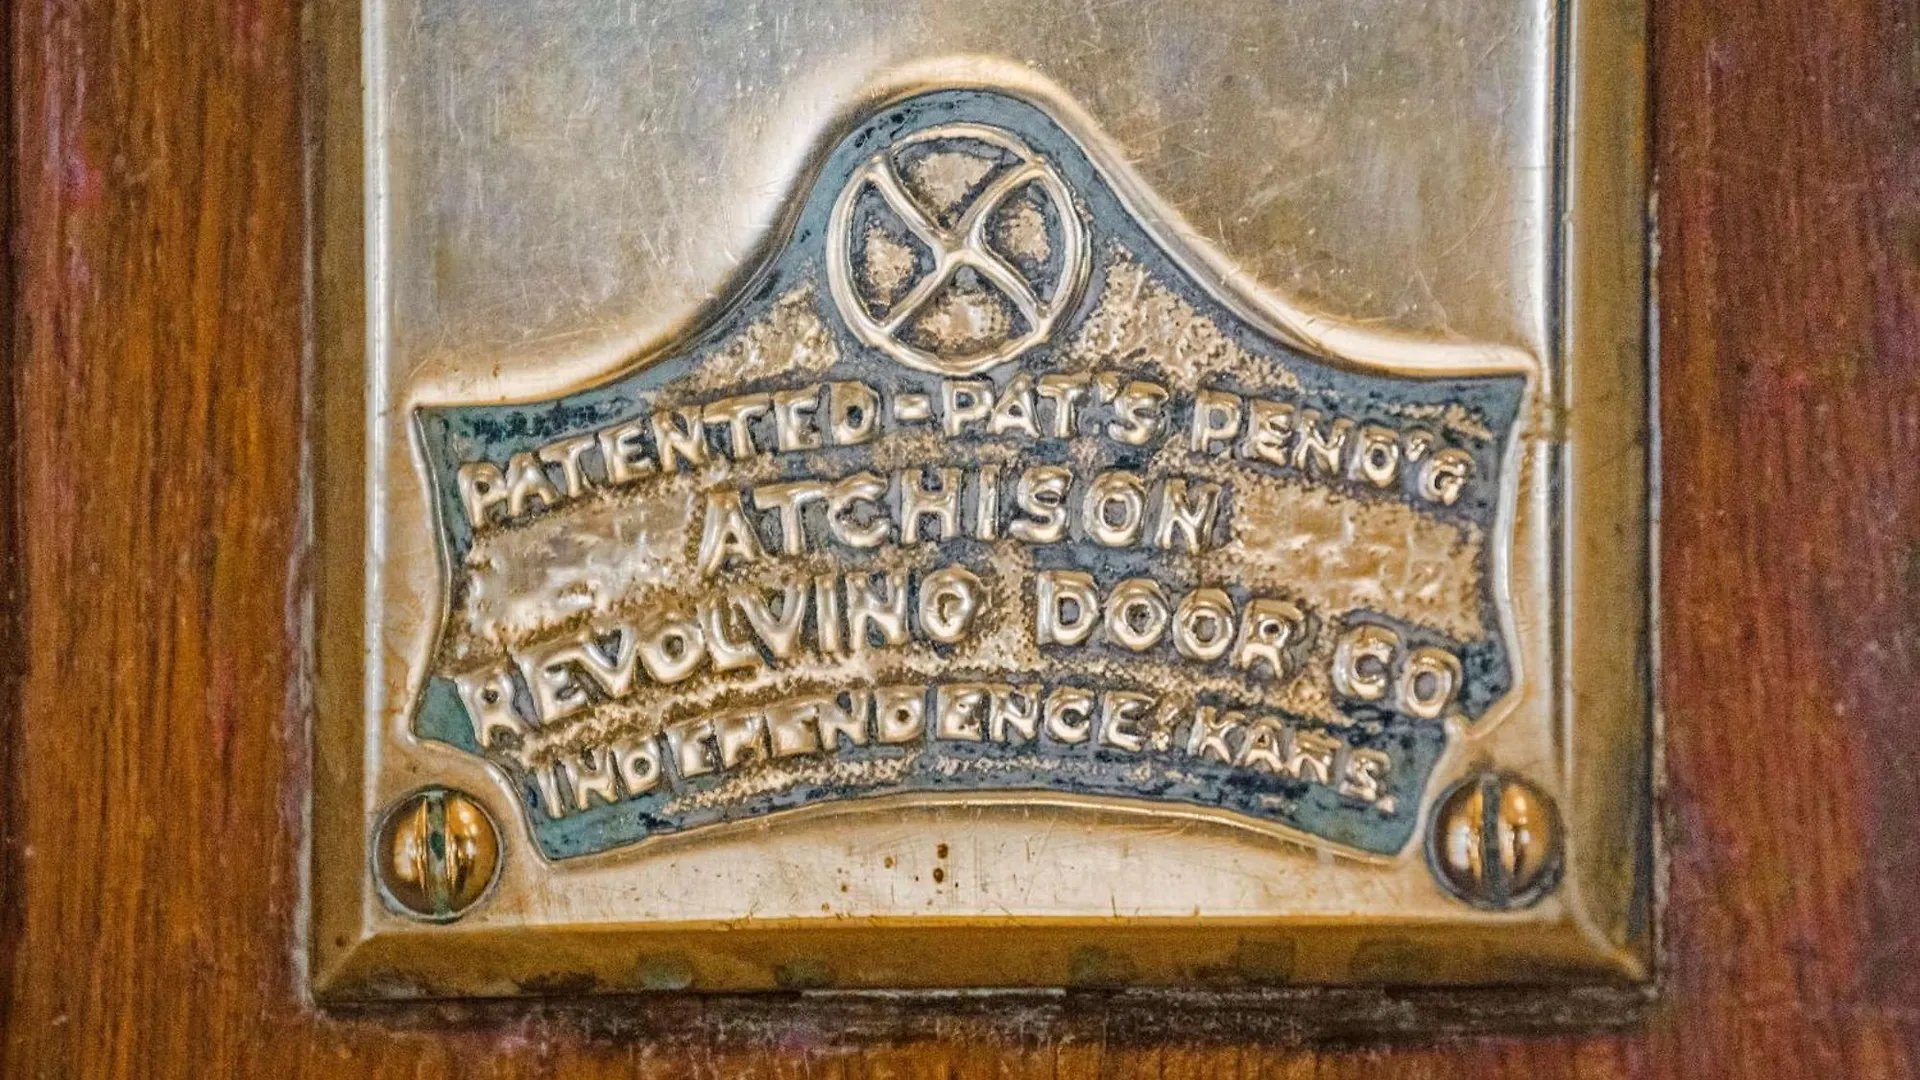 PATENTED-PAT'S PEND'G
ATCHISON
REVOLVING DOOR CO
INDEPENDENCE, KANS.